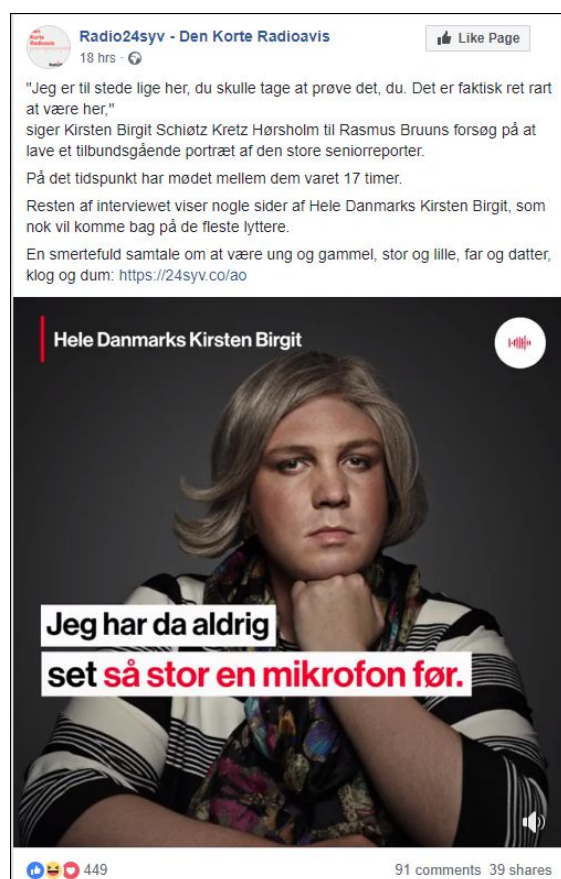 Radio24syv - Den Korte Radioavis
Like Page
18 hrs
"Jeg er til stede lige her, du skulle tage at prøve det, du. Det er faktisk ret rart
at være her,"
siger Kirsten Birgit Schiøtz Kretz Hørsholm til Rasmus Bruuns forsøg på at
lave et tilbundsgående portræt af den store seniorreporter.
På det tidspunkt har mødet mellem dem varet 17 timer.
Resten af interviewet viser nogle sider af Hele Danmarks Kirsten Birgit, som
nok vil komme bag på de fleste lyttere.
En smertefuld samtale om at være ung og gammel, stor og lille, far og datter,
klog og dum: https://24syv.co/ao
Hele Danmarks Kirsten Birgit
Jeg har da aldrig
set så stor en mikrofon før.
449
91 comments 39 shares